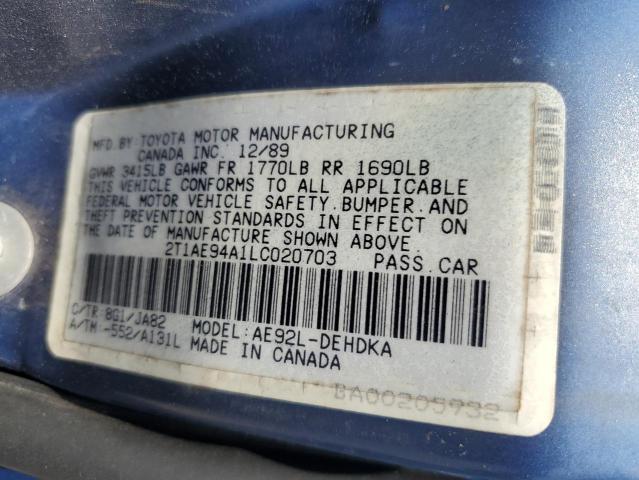 MFD.BY:TOYOTA MOTOR MANUFACTURING
CANADA INC. 12/89
GVWR 3415LB GAWR FR 1770LB RR 1690LB
THIS VEHICLE CONFORMS TO ALL APPLICABLE
FEDERAL MOTOR VEHICLE SAFETY.BUMPER.AND
THEFT PREVENTION STANDARDS IN EFFECT ON
THE DATE OF MANUFACTURE SHOWN ABOVE.
2T1AE94A1LC020703 PASS.CAR
C/TR:8G1/JA82 MODEL:AE92L-DEHDKA
A/TM:-552/A131L MADE IN CANADA
BA00205932